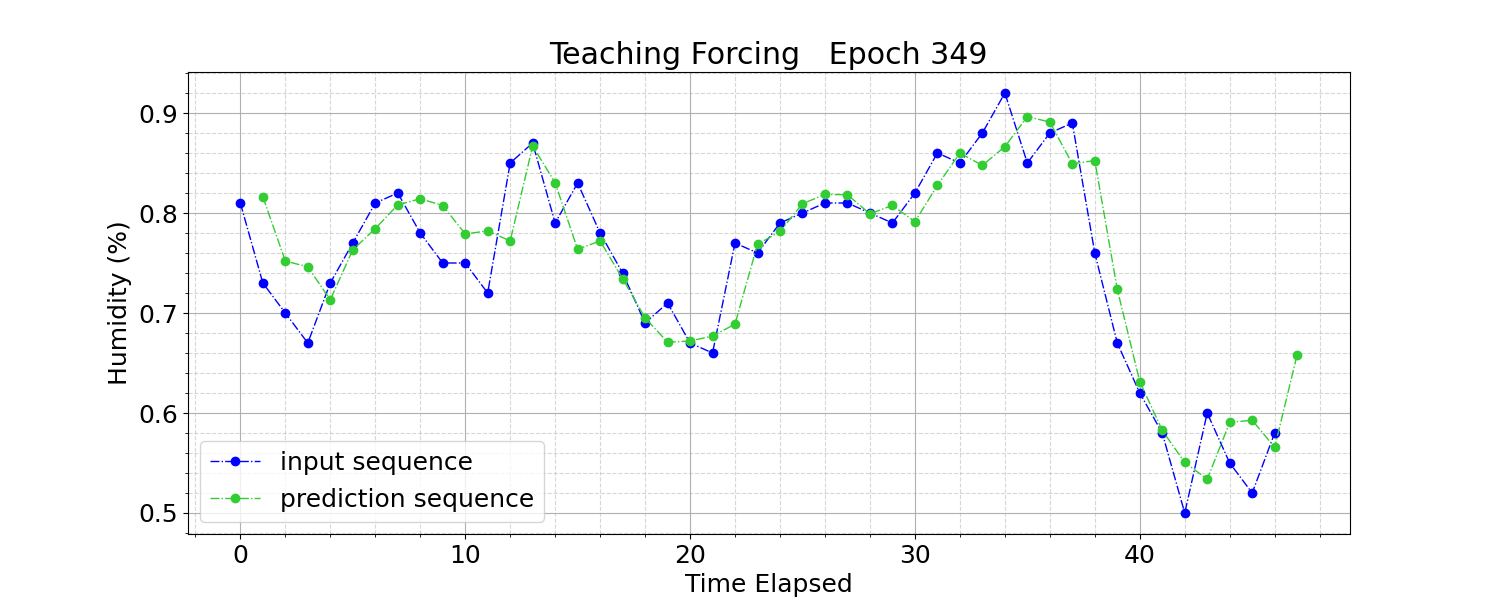 Teaching Forcing   Epoch 349
Humidity (%)
0.9
0.8
0.7
0.6
0.5
input sequence
prediction sequence
0 10 20 30 40
Time Elapsed